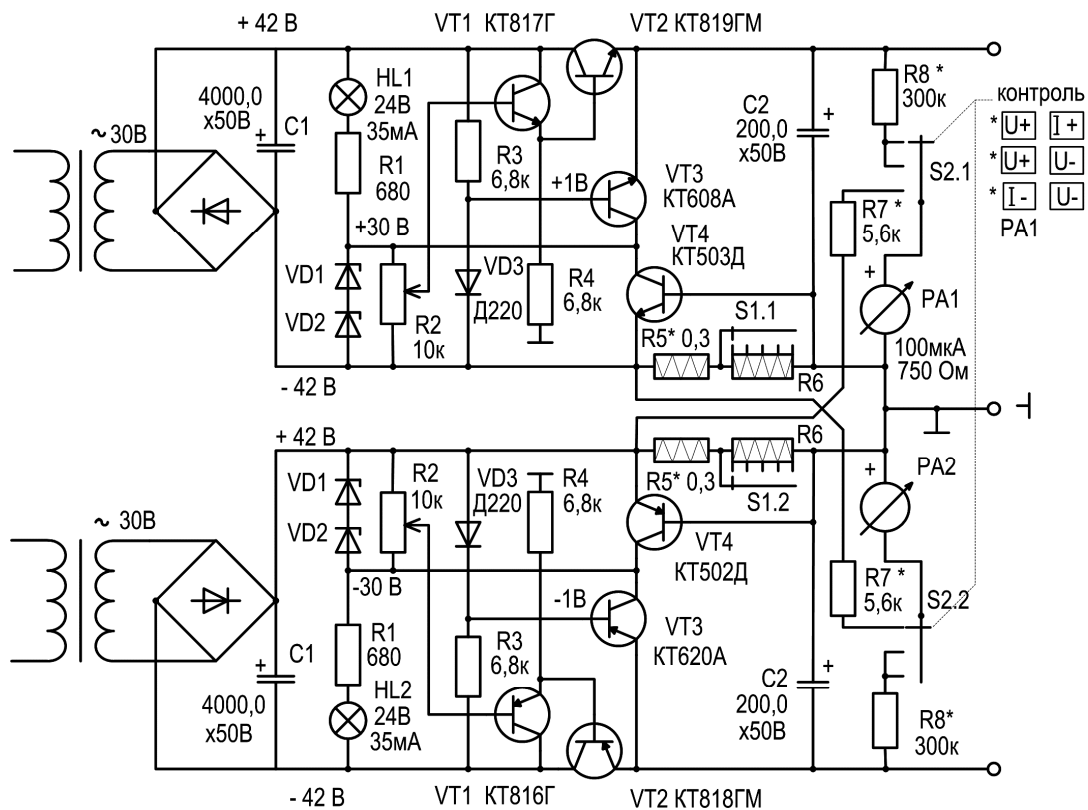 + 42 В
VT1 КТ817Г
VT2 КТ819ГМ
~ 30В
4000,0
x50В
+
C1
HL1
24В
35мА
R1
680
R3
6,8к
+1В
VT3
КТ608А
C2
200,0
x50В
+
R8 *
300к
контроль
* U+ I +
* U+ U-
* I - U-
PA1
S2.1
+30 В
VT4
КТ503Д
R7 *
5,6к
VD1
VD2
R2
10к
VD3
Д220
R4
6,8к
S1.1
R5* 0,3
R6
+
PA1
100мкА
750 Ом
- 42 В
+ 42 В
R6
R5* 0,3
S1.2
+
PA2
VD1
VD2
R2
10к
VD3
Д220
R4
6,8к
~ 30В
VT4
КТ502Д
-30 В
-1В
R7 *
5,6к
S2.2
VT3
КТ620А
R1
680
R3
6,8к
+
C1
4000,0
x50В
HL2
24В
35мА
C2
200,0
x50В
+
R8*
300к
- 42 В
VT1 КТ816Г
VT2 КТ818ГМ